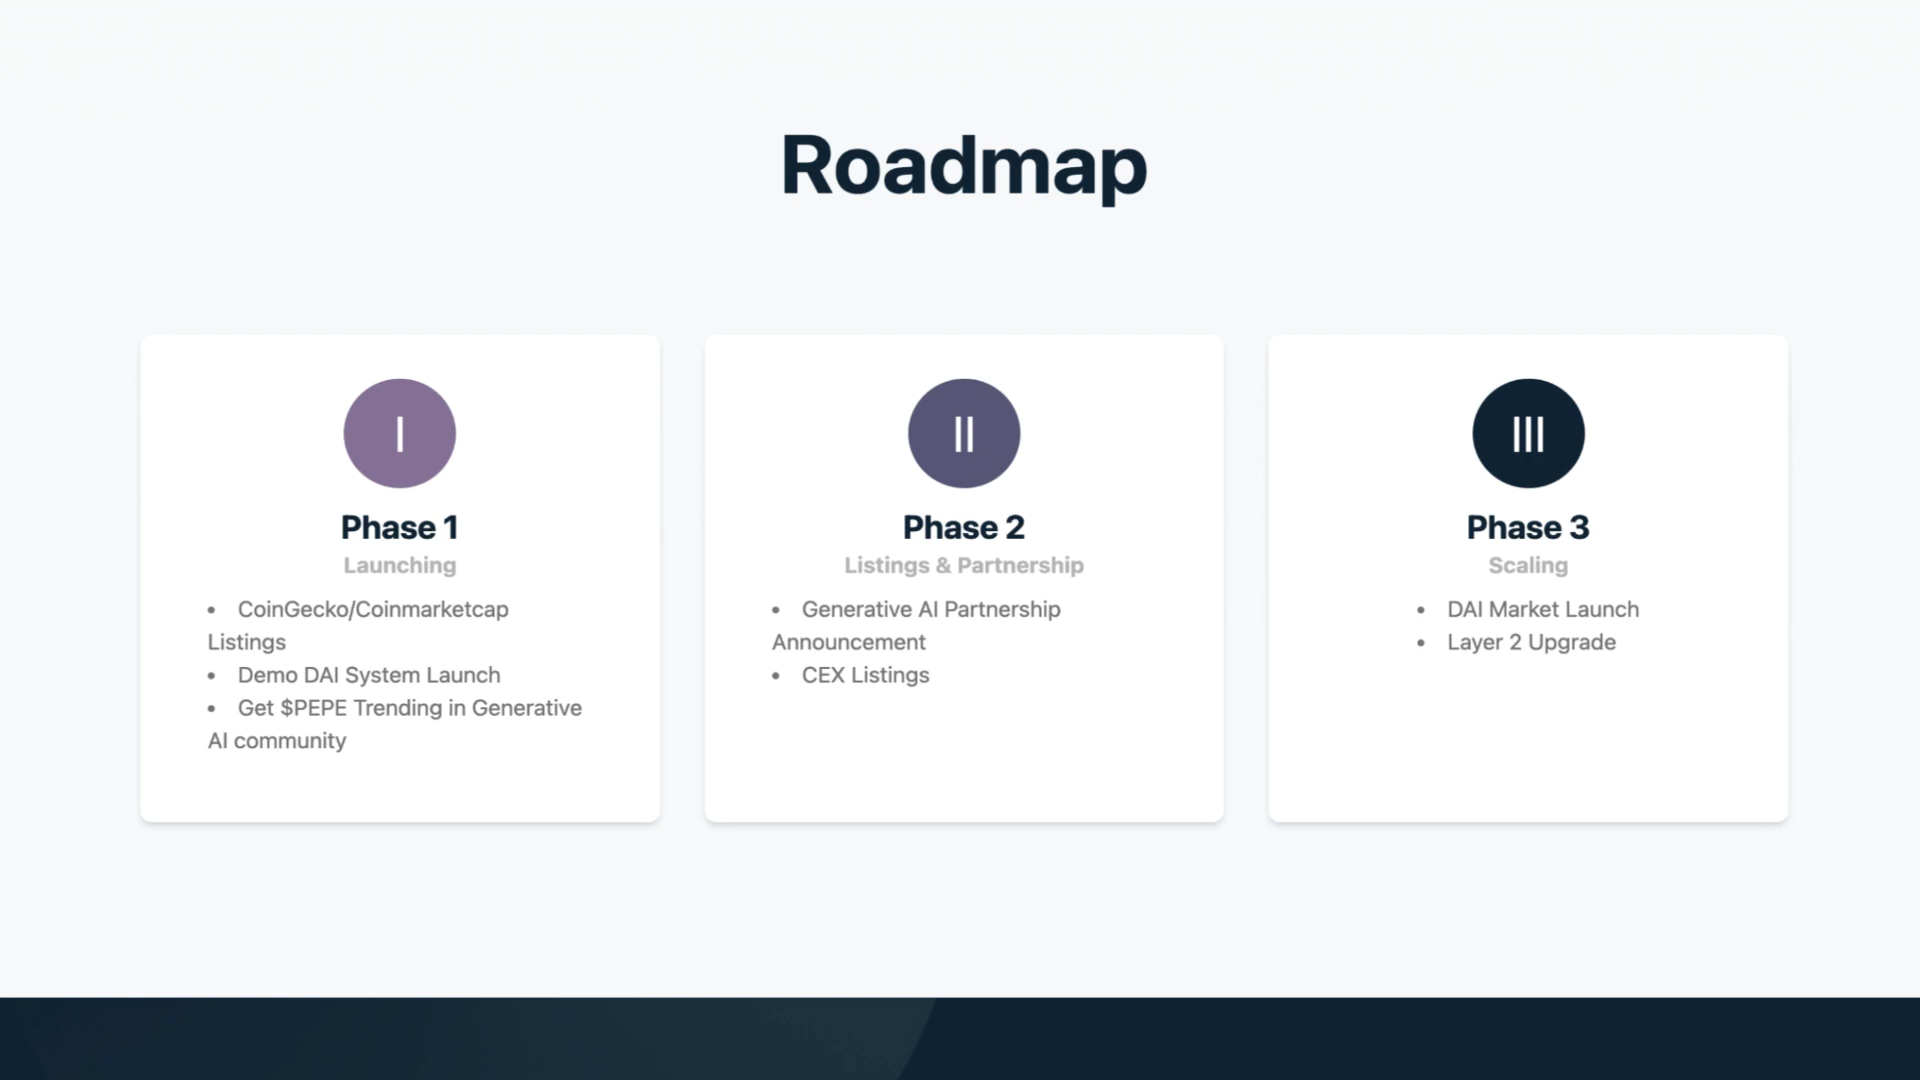 Roadmap
I
Phase 1
Launching
• CoinGecko/Coinmarketcap
Listings
• Demo DAI System Launch
• Get $PEPE Trending in Generative
AI community
II
Phase 2
Listings & Partnership
• Generative AI Partnership
Announcement
• CEX Listings
III
Phase 3
Scaling
• DAI Market Launch
• Layer 2 Upgrade